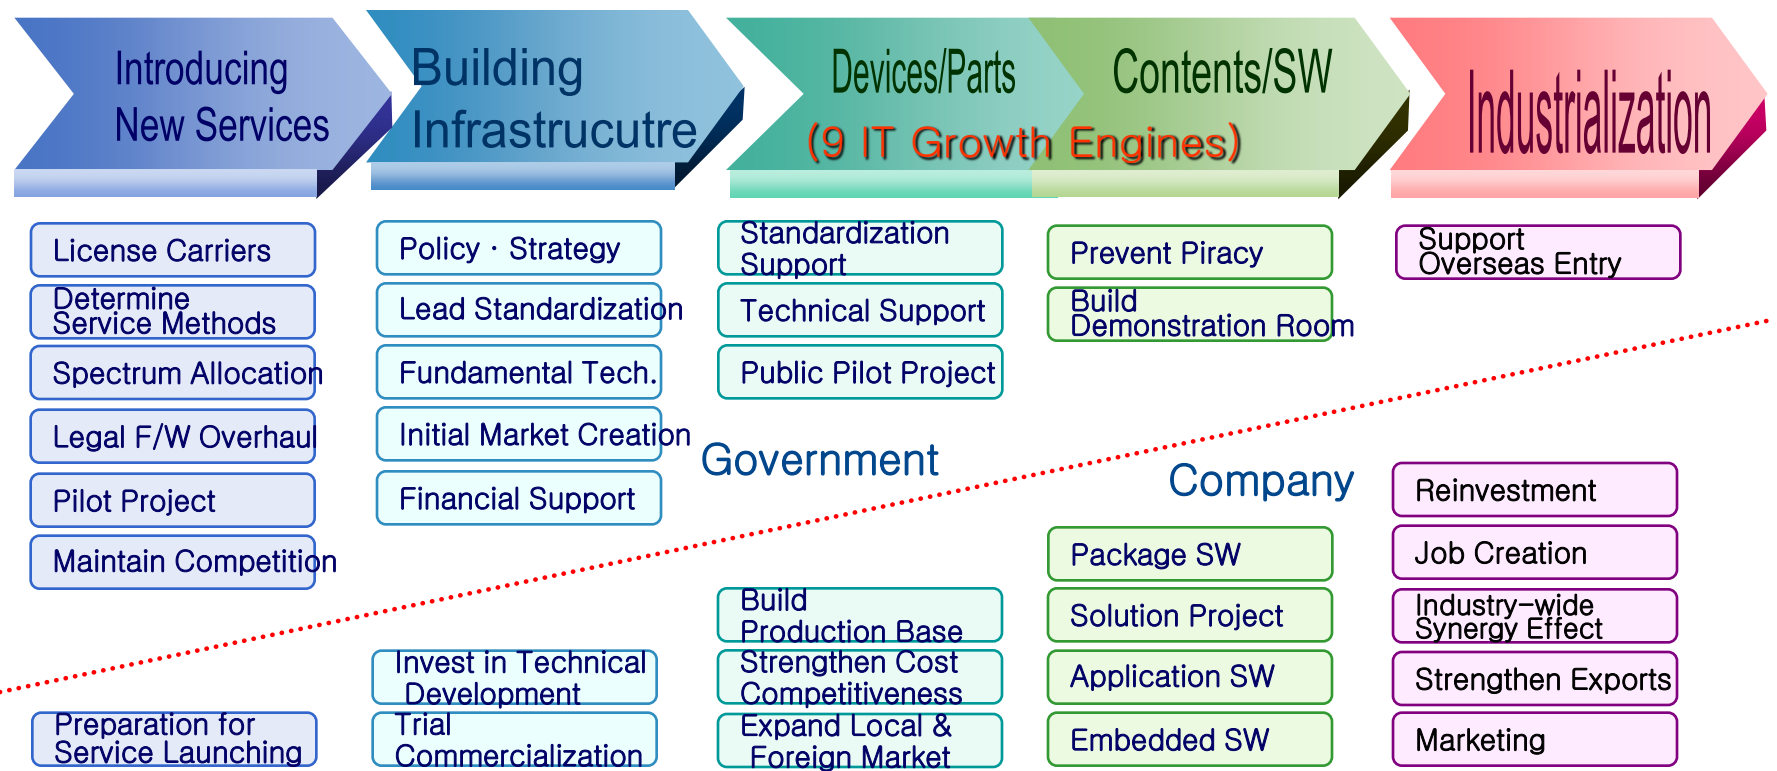 Introducing
New Services
Building
Infrastrucutre
Devices/Parts
Contents/SW
(9 IT Growth Engines)
Industrialization
License Carriers
Determine
Service Methods
Spectrum Allocation
Legal F/W Overhaul
Pilot Project
Maintain Competition
Preparation for
Service Launching
Policy · Strategy
Lead Standardization
Fundamental Tech.
Initial Market Creation
Financial Support
Invest in Technical
Development
Trial
Commercialization
Standardization
Support
Technical Support
Public Pilot Project
Government
Build
Production Base
Strengthen Cost
Competitiveness
Expand Local &
Foreign Market
Prevent Piracy
Build
Demonstration Room
Company
Package SW
Solution Project
Application SW
Embedded SW
Support
Overseas Entry
Reinvestment
Job Creation
Industry-wide
Synergy Effect
Strengthen Exports
Marketing